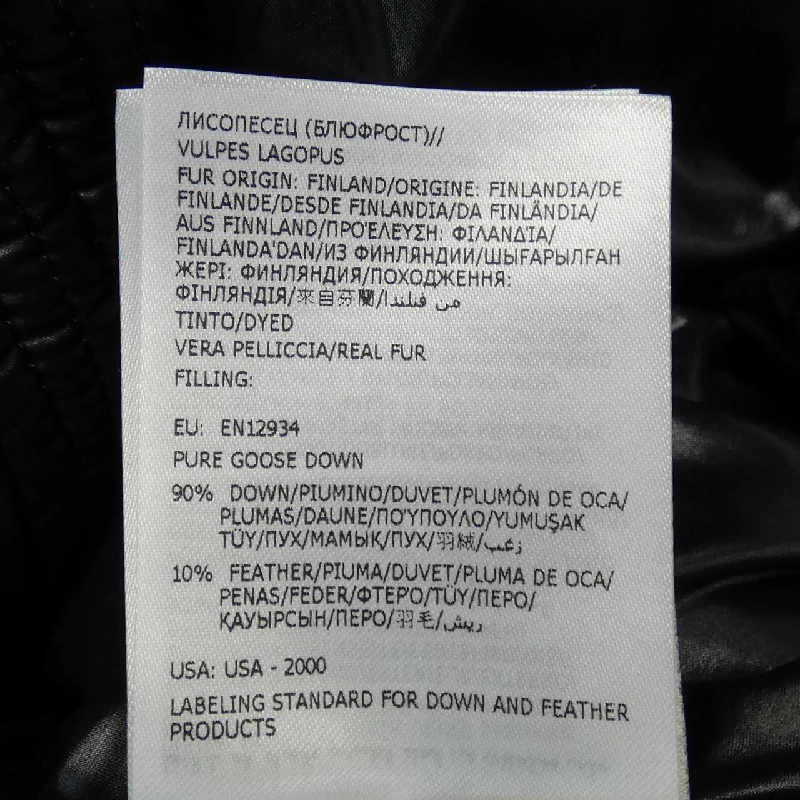 ЛИСОПЕСЕЦ (БЛЮФРОСТ)//
VULPES LAGOPUS
FUR ORIGIN: FINLAND/ORIGINE: FINLANDIA/DE
FINLANDE/DESDE FINLANDIA/DA FINLÂNDIA/
AUS FINNLAND/ΠΡΟΈΛΕΥΣΗ: ΦΙΛΑΝΔΊΑ/
FINLANDA'DAN/ИЗ ФИНЛЯНДИИ/ШЫҒАРЫЛҒАН
ЖЕРІ: ФИНЛЯНДИЯ/ПОХОДЖЕННЯ:
ФІНЛЯНДІЯ/來自芬蘭/من فنلندا
TINTO/DYED
VERA PELLICCIA/REAL FUR
FILLING:
EU: EN12934
PURE GOOSE DOWN
90% DOWN/PIUMINO/DUVET/PLUMÓN DE OCA/
PLUMAS/DAUNE/ΠΟΎΠΟΥΛΟ/YUMUŞAK
TÜY/ПУХ/МАМЫҚ/ПУХ/羽絨/زغب
10% FEATHER/PIUMA/DUVET/PLUMA DE OCA/
PENAS/FEDER/ΦΤΕΡΟ/TÜY/ПЕРО/
ҚАУЫРСЫН/ПЕРО/羽毛/ريش
USA: USA - 2000
LABELING STANDARD FOR DOWN AND FEATHER
PRODUCTS